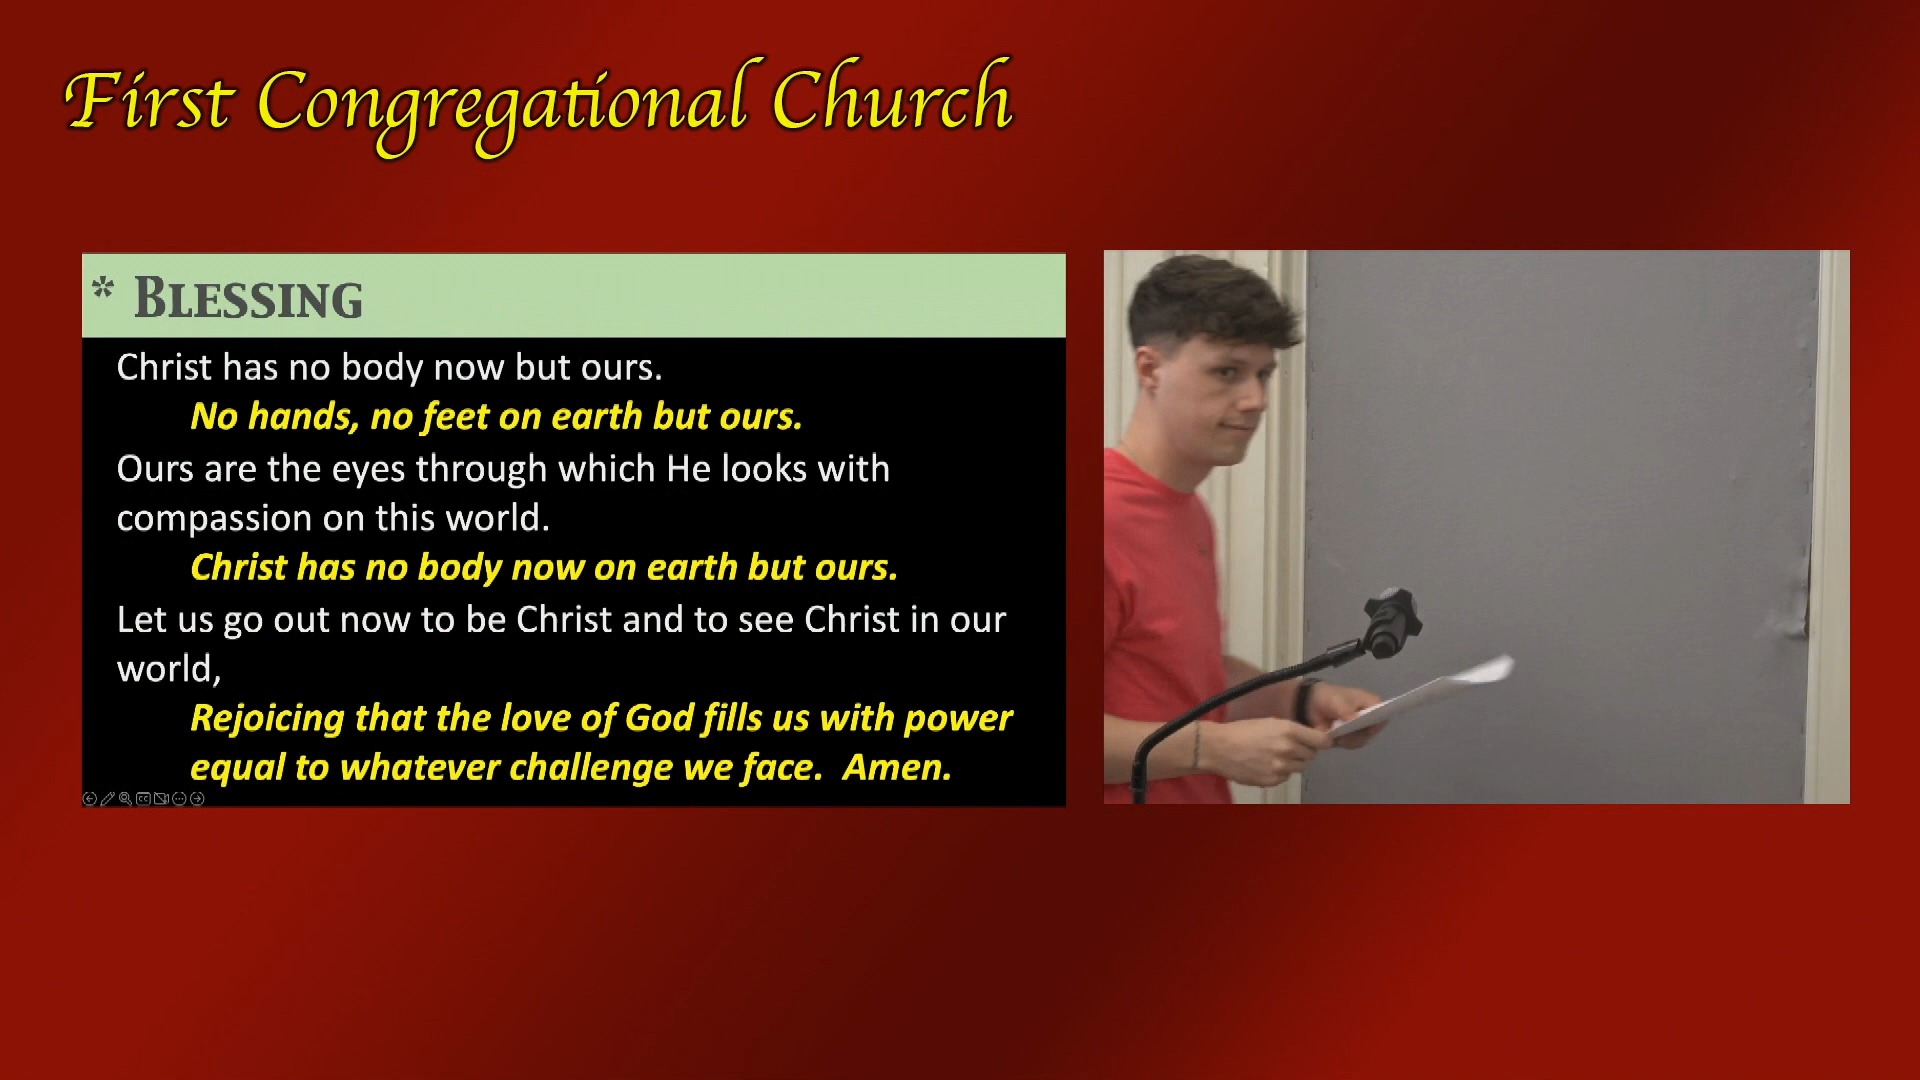 First Congregational Church
* BLESSING
Christ has no body now but ours.
No hands, no feet on earth but ours.
Ours are the eyes through which He looks with
compassion on this world.
Christ has no body now on earth but ours.
Let us go out now to be Christ and to see Christ in our
world,
Rejoicing that the love of God fills us with power
equal to whatever challenge we face.  Amen.